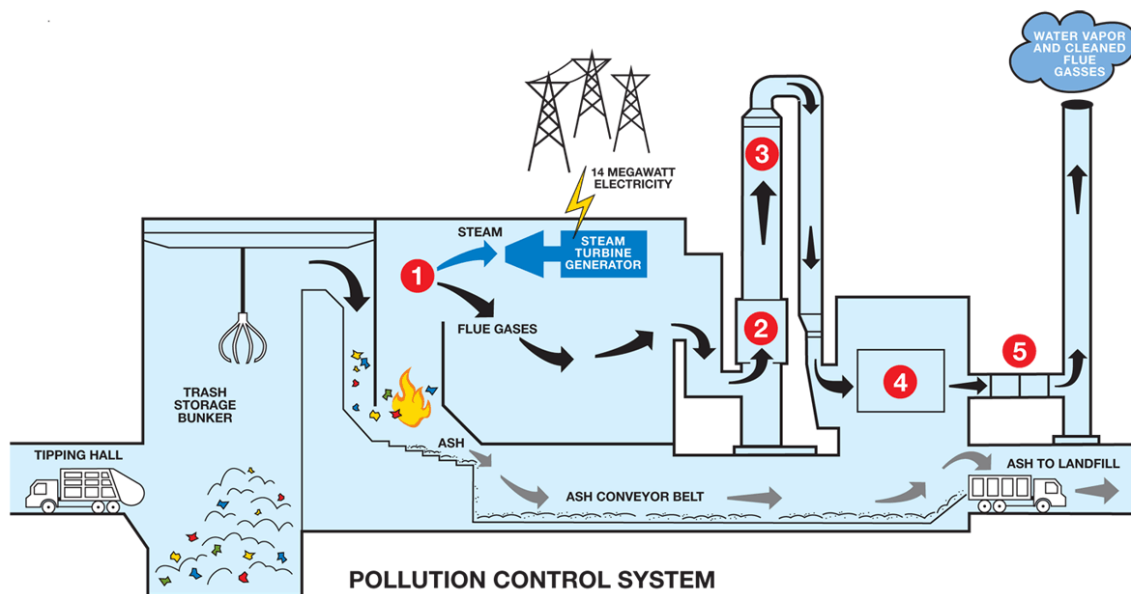 WATER VAPOR
AND CLEANED
FLUE
GASSES
3
14 MEGAWATT
ELECTRICITY
STEAM
STEAM
TURBINE
GENERATOR
1
FLUE GASES
2
5
4
TRASH
STORAGE
BUNKER
ASH
TIPPING HALL
ASH TO LANDFILL
ASH CONVEYOR BELT
POLLUTION CONTROL SYSTEM